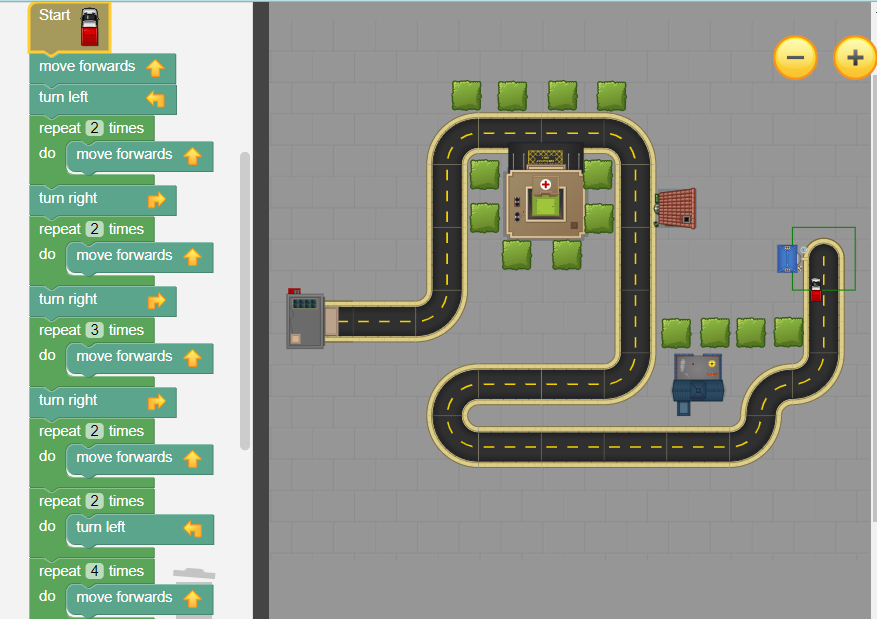 Start
move forwards
turn left
repeat 2 times
do move forwards
turn right
repeat 2 times
do move forwards
turn right
repeat 3 times
do move forwards
turn right
repeat 2 times
do move forwards
repeat 2 times
do turn left
repeat 4 times
do move forwards